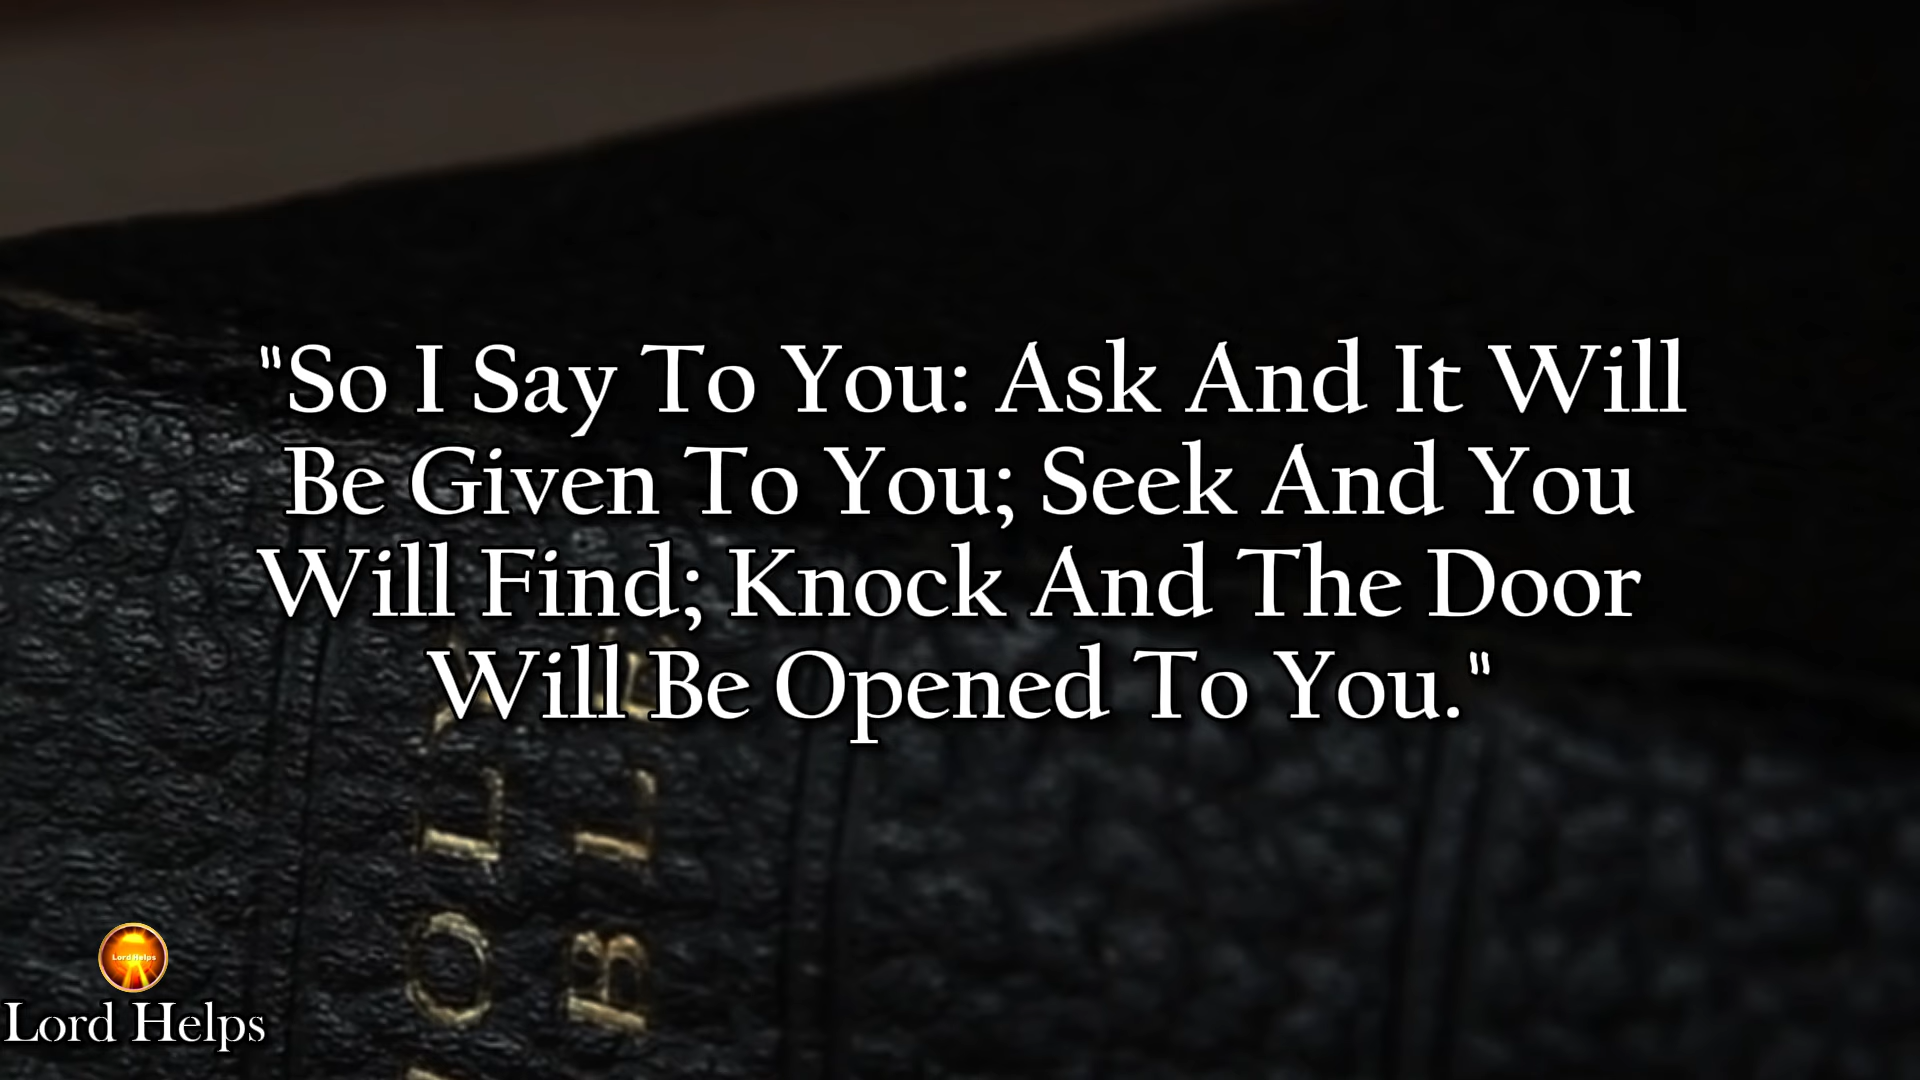 "So I Say To You: Ask And It Will
Be Given To You; Seek And You
Will Find; Knock And The Door
Will Be Opened To You."
LordHelps
Lord Helps